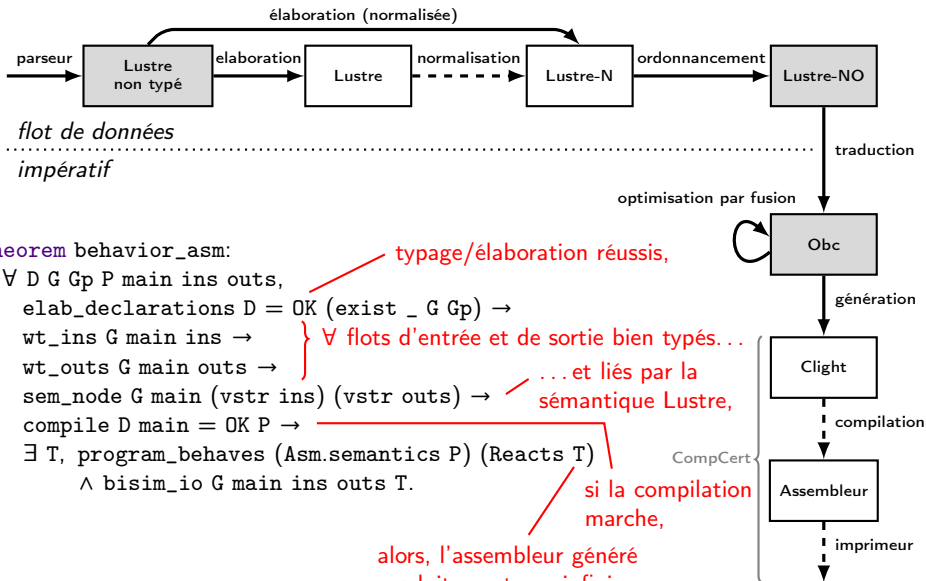 élaboration (normalisée)
parseur
Lustre
non typé
elaboration
Lustre
normalisation
Lustre-N
ordonnancement
Lustre-NO
flot de données
impératif
traduction
optimisation par fusion
Obc
génération
behavior_asm:
∀ D G Gp P main ins outs,
elab_declarations D = OK (exist _ G Gp) →
wt_ins G main ins →
wt_outs G main outs →
sem_node G main (vstr ins) (vstr outs) →
compile D main = OK P →
∃ T, program_behaves (Asm.semantics P) (Reacts T)
∧ bisim_io G main ins outs T.
typage/élaboration réussis,
∀ flots d'entrée et de sortie bien typés...
...et liés par la
sémantique Lustre,
si la compilation
marche,
alors, l'assembleur généré
Clight
compilation
CompCert
Assembleur
imprimeur